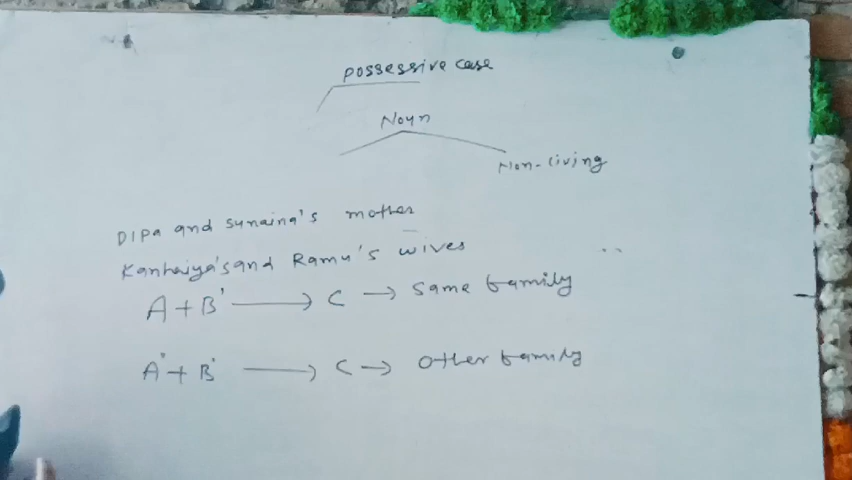 possessive case
Noun
Non-living
Dipa and Sunaina's mother
Kanhaiya's and Ramu's wives
A + B' → C → Same family
A' + B' → C → Other family